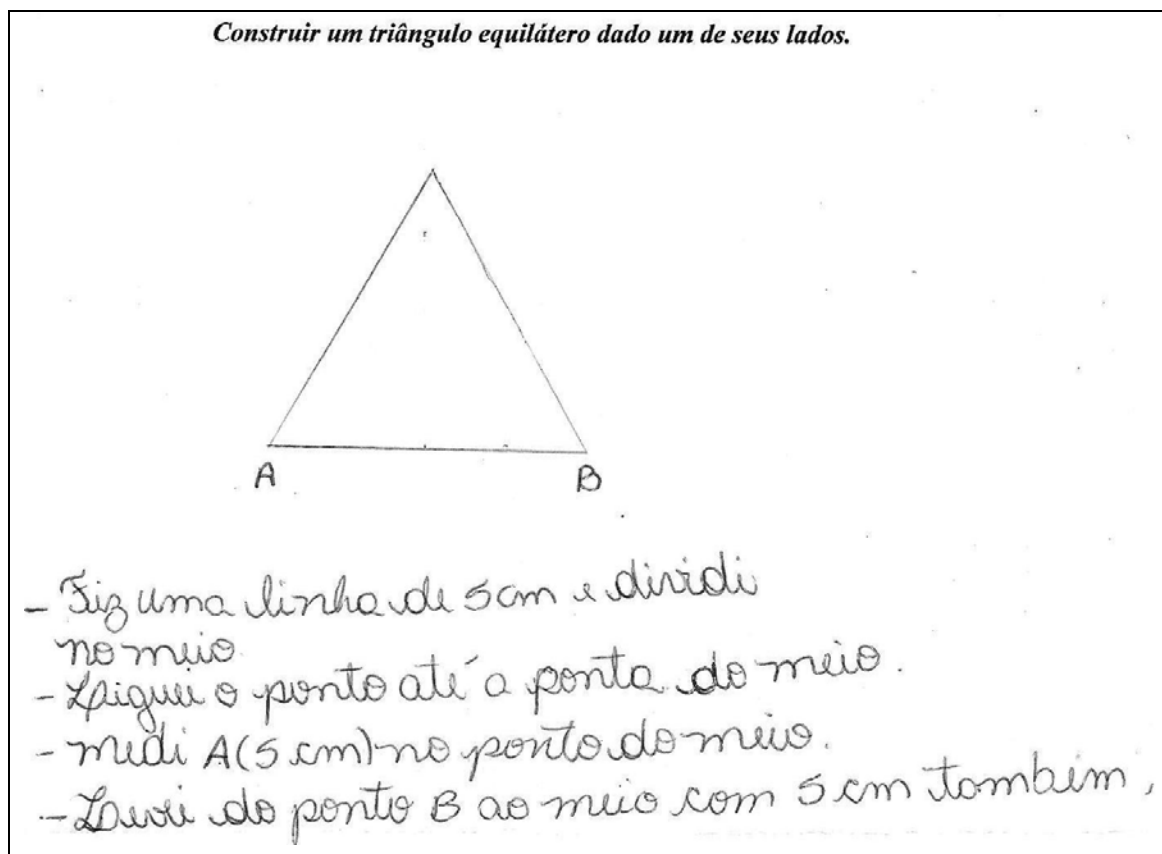 Construir um triângulo equilátero dado um de seus lados.
A
B
- Fiz uma linha de 5 cm e dividi
no meio
- Liguei o ponto até a ponta do meio.
- medi A (5 cm) no ponto do meio.
- Levei do ponto B ao meio com 5 cm também,